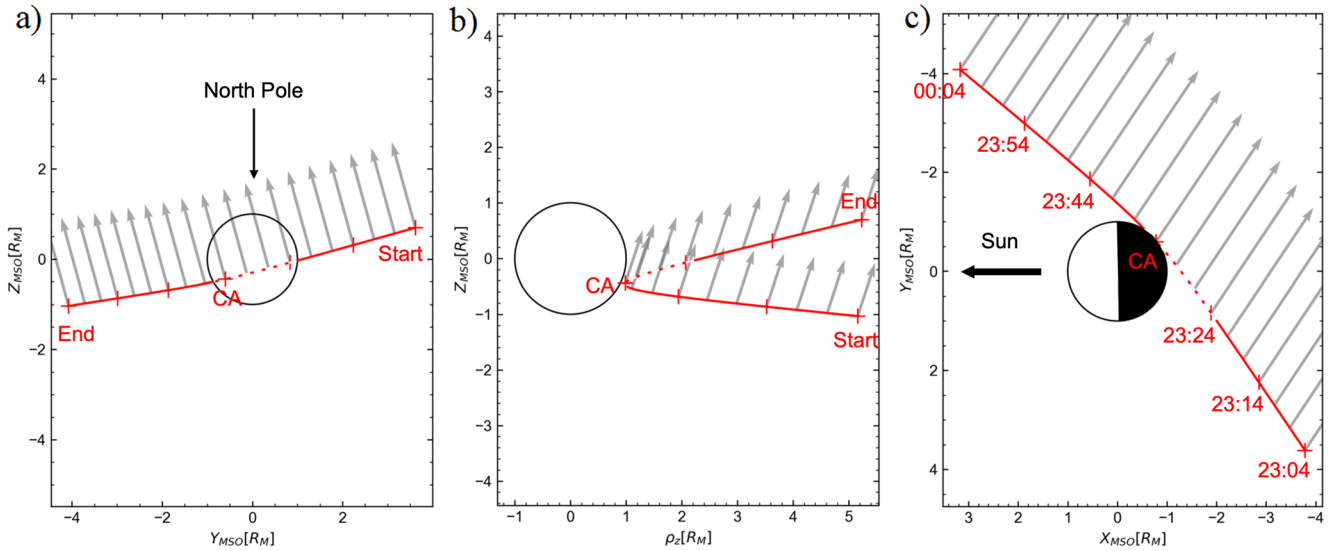 a)
4
2
0
−2
−4
Z_MSO[R_M]
North Pole
Start
CA
End
−4
−2
0
2
Y_MSO[R_M]
b)
4
3
2
1
0
−1
−2
−3
−4
Z_MSO[R_M]
End
CA
Start
−1
0
1
2
3
4
5
ρ_Z[R_M]
c)
−4
−2
0
2
4
Y_MSO[R_M]
00:04
23:54
23:44
Sun
CA
23:24
23:14
23:04
3
2
1
0
−1
−2
−3
−4
X_MSO[R_M]